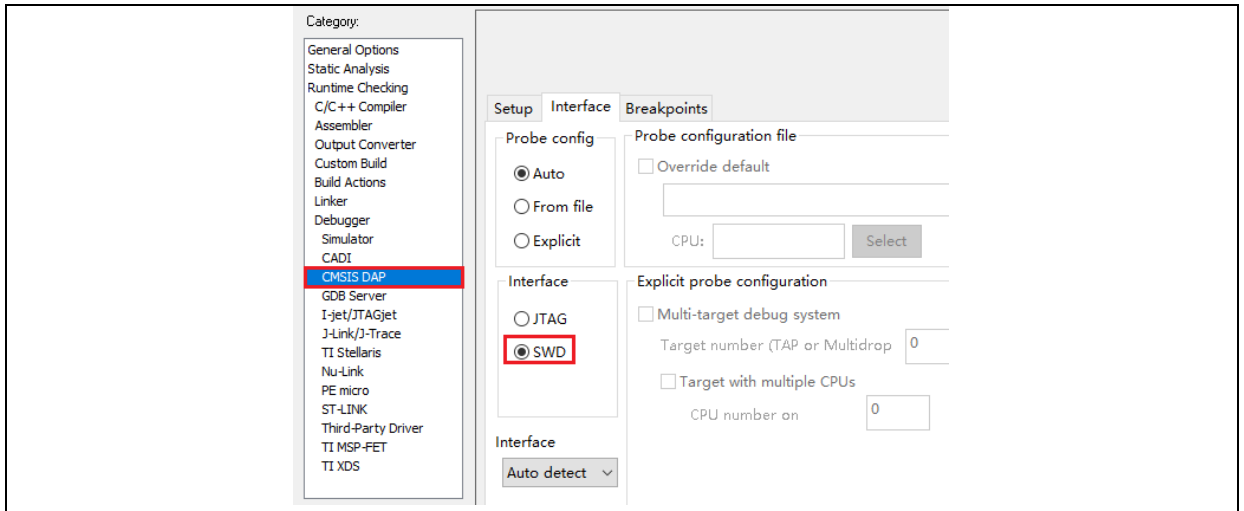 Category:
General Options
Static Analysis
Runtime Checking
C/C++ Compiler
Assembler
Output Converter
Custom Build
Build Actions
Linker
Debugger
Simulator
CADI
CMSIS DAP
GDB Server
I-jet/JTAGjet
J-Link/J-Trace
TI Stellaris
Nu-Link
PE micro
ST-LINK
Third-Party Driver
TI MSP-FET
TI XDS
Setup Interface Breakpoints
Probe config
Auto
From file
Explicit
Probe configuration file
Override default
CPU: Select
Interface
JTAG
SWD
Explicit probe configuration
Multi-target debug system
Target number (TAP or Multidrop 0
Target with multiple CPUs
CPU number on 0
Interface
Auto detect